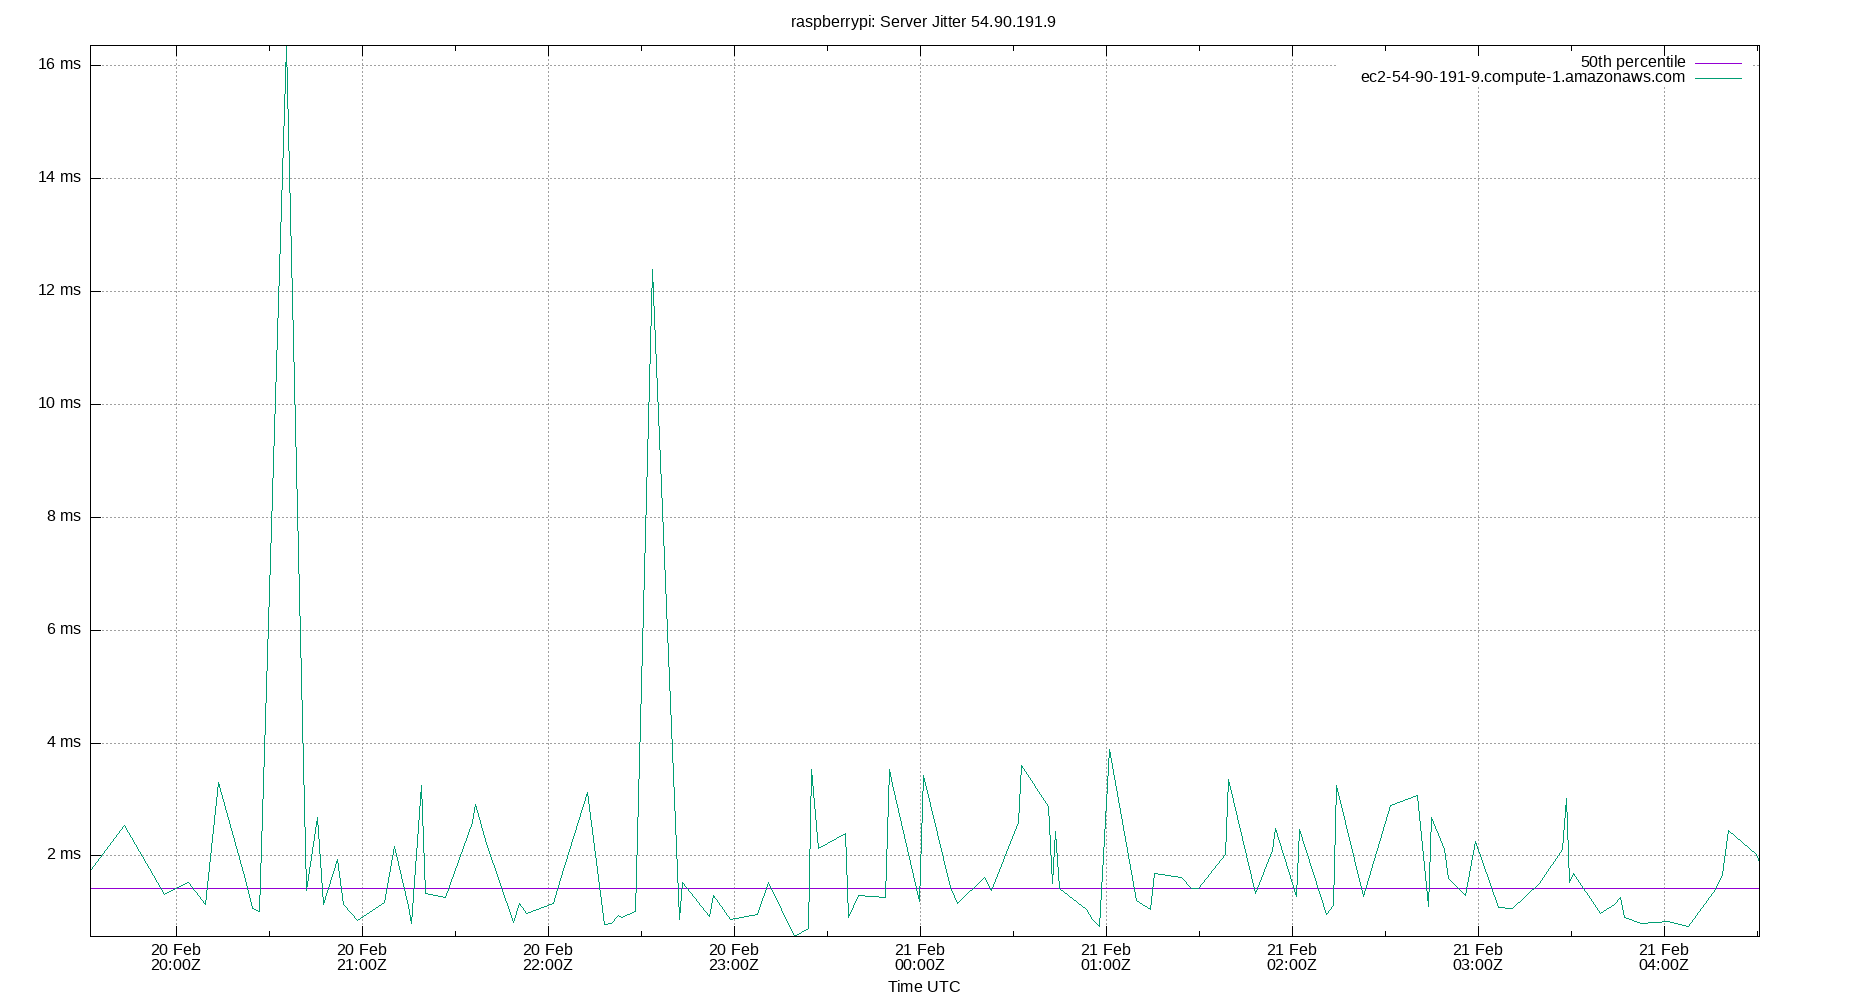 raspberrypi: Server Jitter 54.90.191.9
50th percentile
ec2-54-90-191-9.compute-1.amazonaws.com
16 ms
14 ms
12 ms
10 ms
8 ms
6 ms
4 ms
2 ms
20 Feb 20 Feb 20 Feb 20 Feb 21 Feb 21 Feb 21 Feb 21 Feb 21 Feb
20:00Z 21:00Z 22:00Z 23:00Z 00:00Z 01:00Z 02:00Z 03:00Z 04:00Z
Time UTC